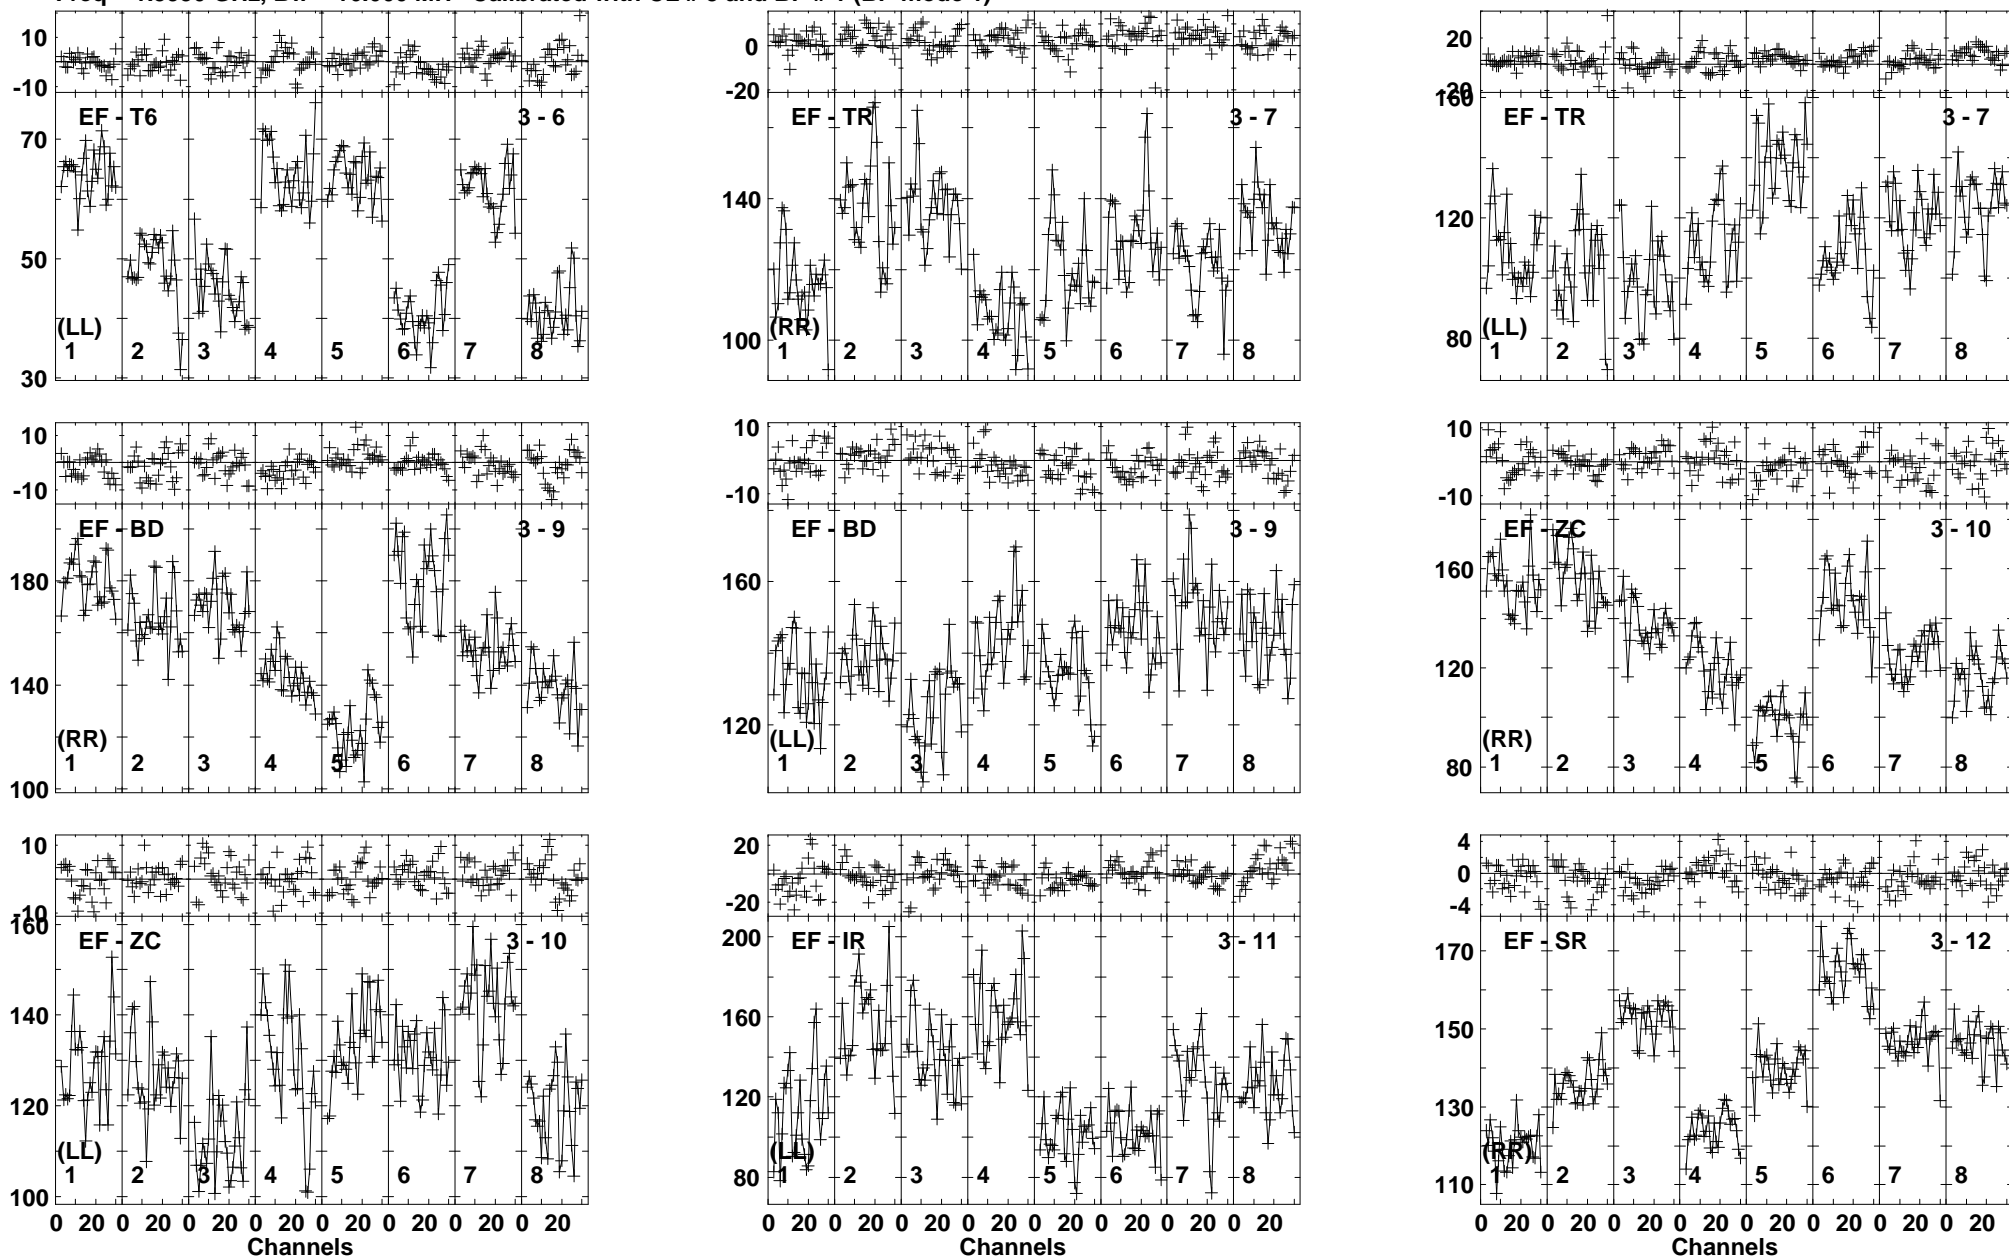 10 0 -10
EF - T6 3 - 6
70 50 30
(LL)
1 2 3 4 5 6 7 8
0 -20
EF - TR 3 - 7
140 100
(RR)
1 2 3 4 5 6 7 8
20 -20
160 120 80
EF - TR 3 - 7
(LL)
1 2 3 4 5 6 7 8
10 -10
EF - BD 3 - 9
180 140 100
(RR)
1 2 3 4 5 6 7 8
10 -10
EF - BD 3 - 9
160 120
(LL)
1 2 3 4 5 6 7 8
10 -10
EF - ZC 3 - 10
160 120 80
(RR)
1 2 3 4 5 6 7 8
10 -10
160 140 120 100
EF - ZC 3 - 10
(LL)
1 2 3 4 5 6 7 8
0 20 0 20 0 20 0 20 0 20 0 20 0 20 0 20
Channels
20 -20
EF - IR 3 - 11
200 160 120 80
(LL)
1 2 3 4 5 6 7 8
0 20 0 20 0 20 0 20 0 20 0 20 0 20 0 20
Channels
4 0 -4
EF - SR 3 - 12
170 150 130 110
(RR)
1 2 3 4 5 6 7 8
0 20 0 20 0 20 0 20 0 20 0 20 0 20 0 20
Channels